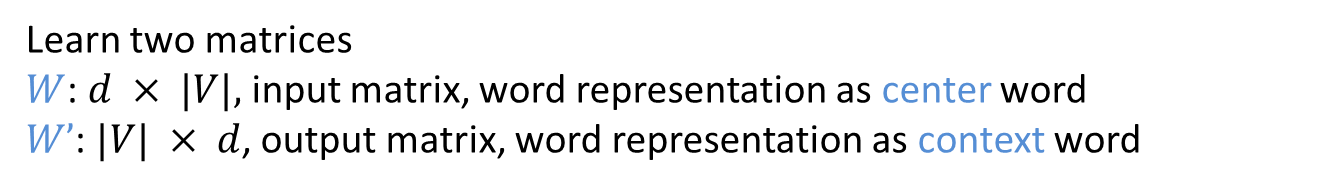 Learn two matrices
W: d × |V|, input matrix, word representation as center word
W’: |V| × d, output matrix, word representation as context word